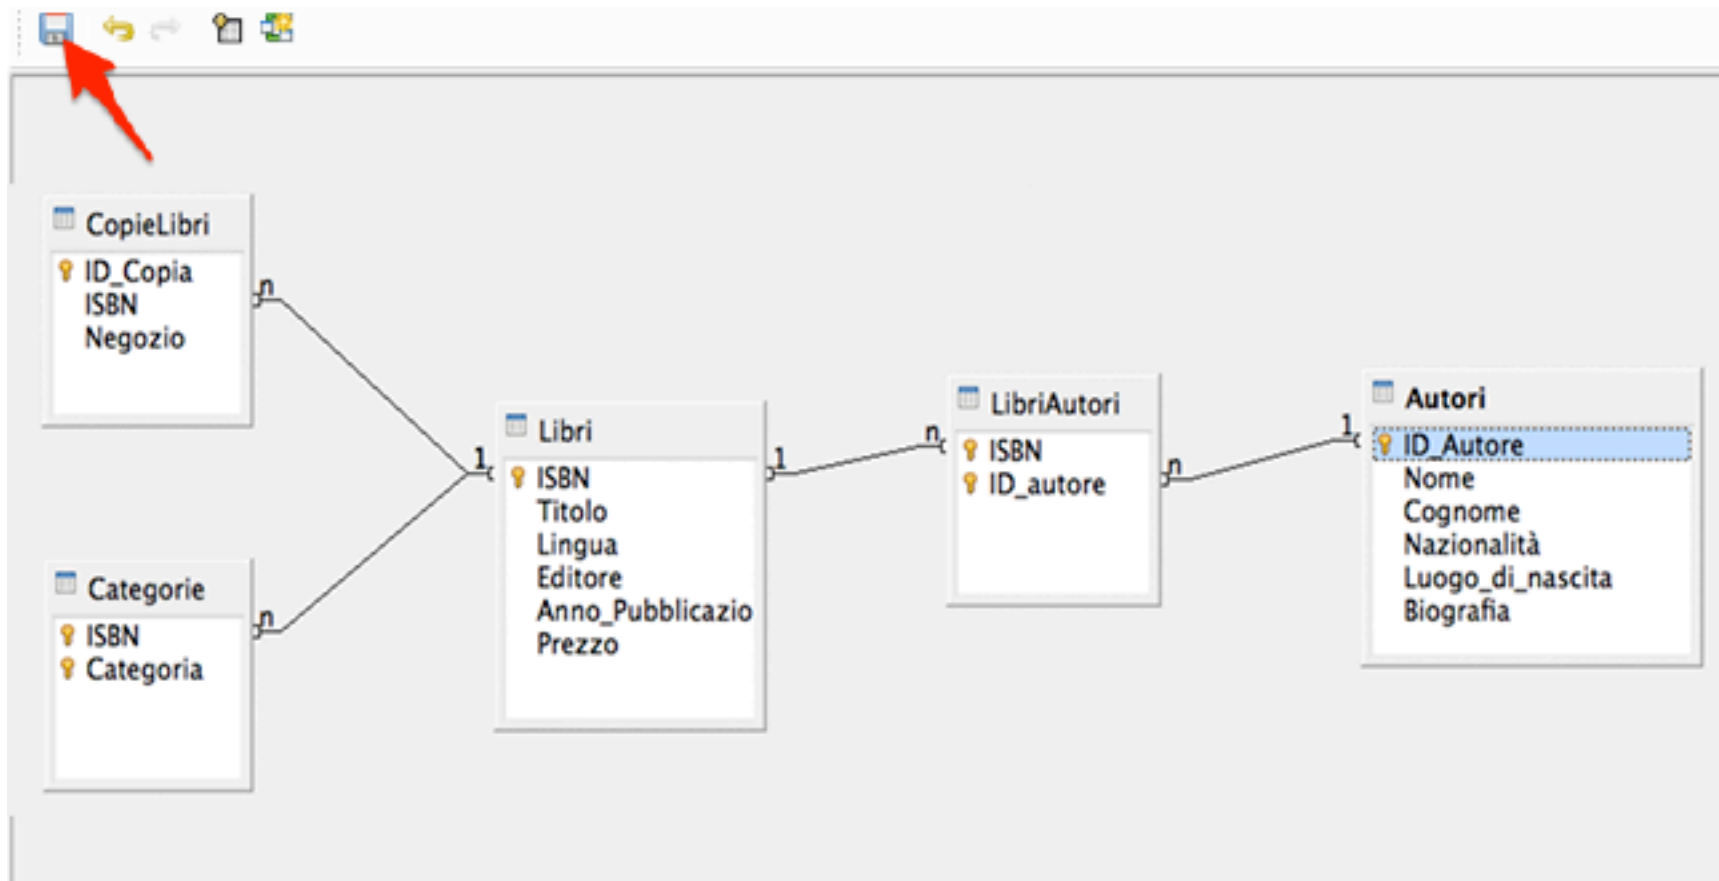 CopieLibri
ID_Copia
ISBN
Negozio
n
Categorie
ISBN
Categoria
n
1
Libri
ISBN
Titolo
Lingua
Editore
Anno_Pubblicazio
Prezzo
1
n
LibriAutori
ISBN
ID_autore
n
1
Autori
ID_Autore
Nome
Cognome
Nazionalità
Luogo_di_nascita
Biografia